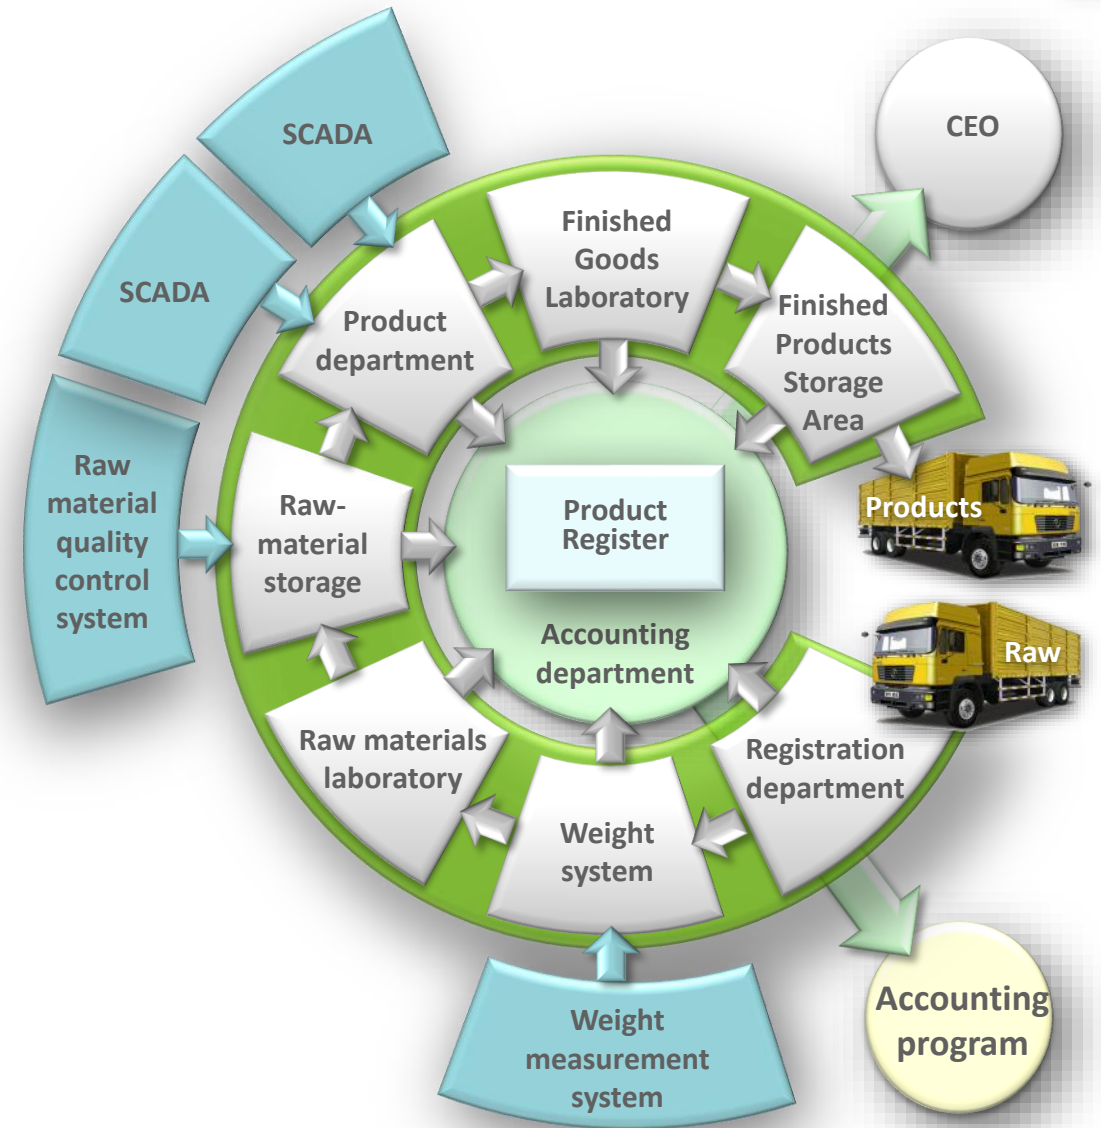 SCADA
CEO
SCADA
Finished
Goods
Laboratory
Finished
Products
Storage
Area
Product
department
Raw
material
quality
control
system
Raw-
material
storage
Product
Register
Products
Accounting
department
Raw
Raw materials
laboratory
Registration
department
Weight
system
Accounting
program
Weight
measurement
system